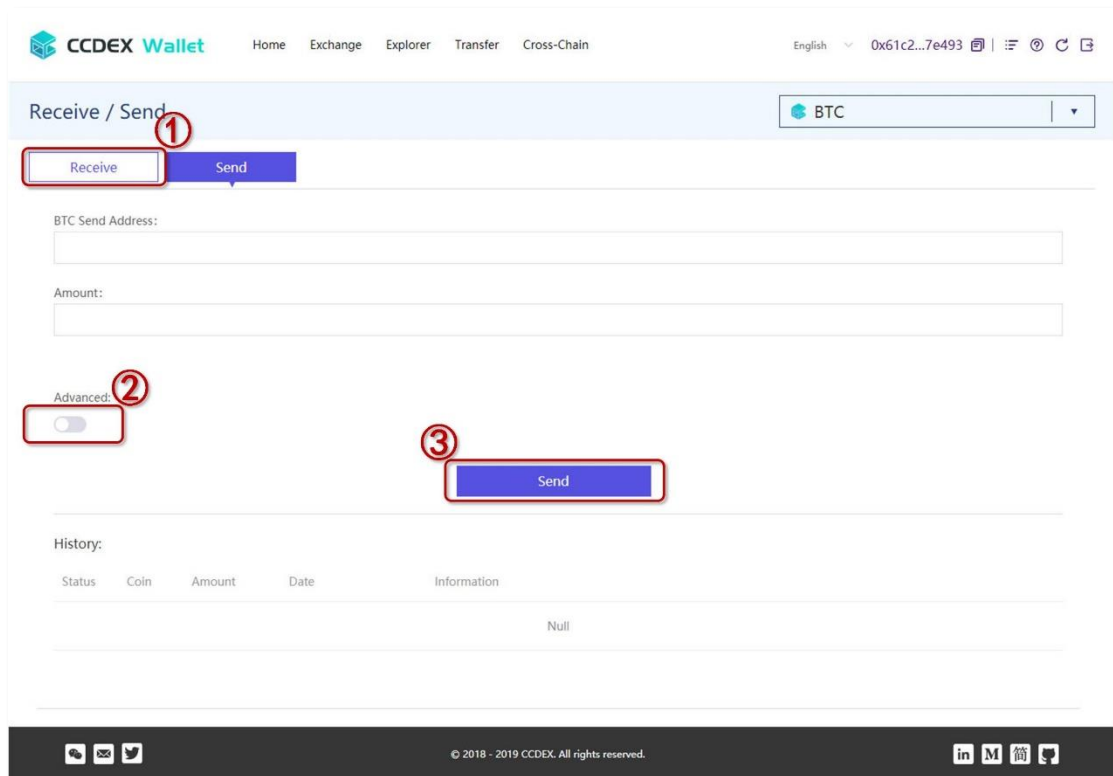 CCDEX Wallet Home Exchange Explorer Transfer Cross-Chain English 0x61c2...7e493
Receive / Send BTC
①
Receive Send
BTC Send Address:
Amount:
Advanced: ②
③
Send
History:
Status Coin Amount Date Information
Null
© 2018 - 2019 CCDEX. All rights reserved. in M 简